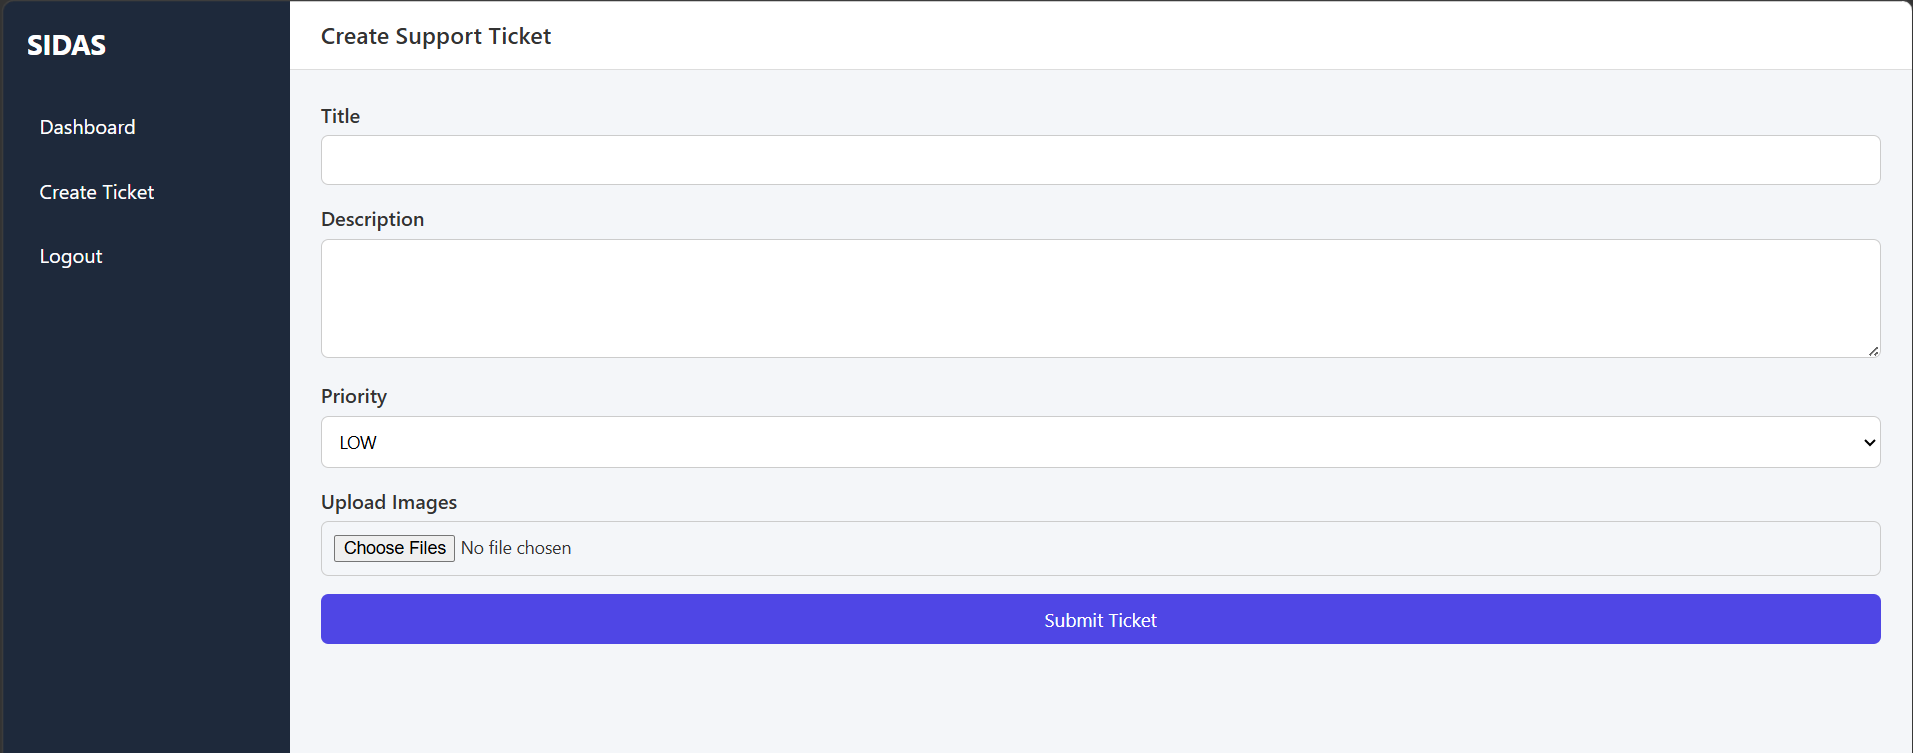 SIDAS
Dashboard
Create Ticket
Logout
Create Support Ticket
Title
Description
Priority
LOW
Upload Images
Choose Files No file chosen
Submit Ticket